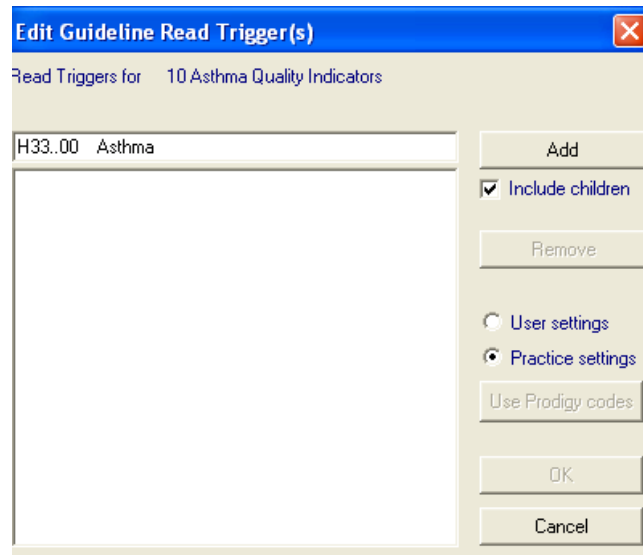 Edit Guideline Read Trigger(s)
Read Triggers for 10 Asthma Quality Indicators
H33..00 Asthma
Add
Include children
Remove
User settings
Practice settings
Use Prodigy codes
OK
Cancel